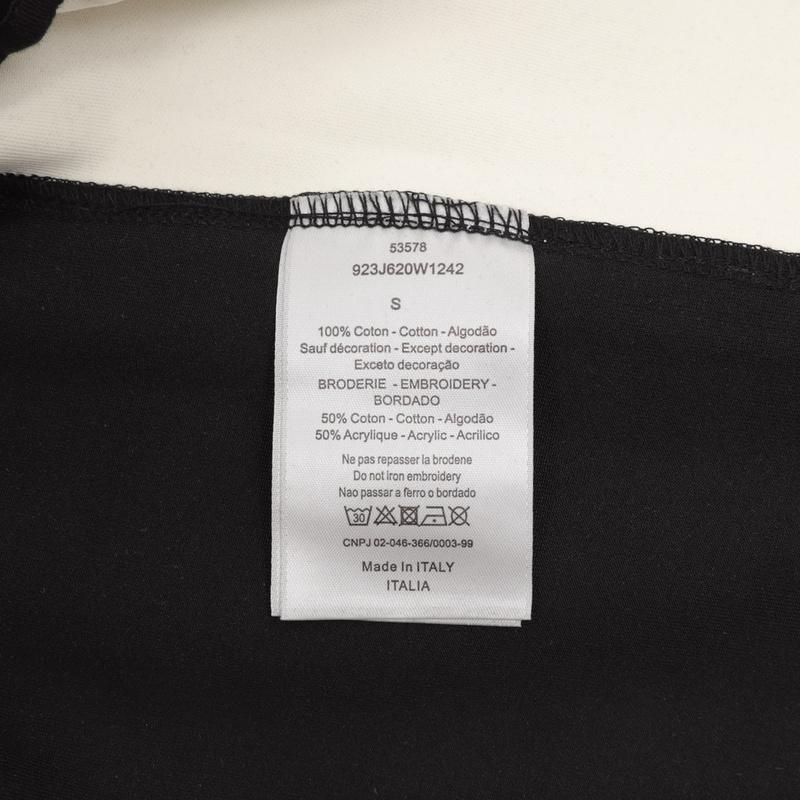 53578
923J620W1242
S
100% Coton - Cotton - Algodão
Sauf décoration - Except decoration -
Exceto decoração
BRODERIE - EMBROIDERY -
BORDADO
50% Coton - Cotton - Algodão
50% Acrylique - Acrylic - Acrilico
Ne pas repasser la brodene
Do not iron embroidery
Nao passar a ferro o bordado
30
CNPJ 02-046-366/0003-99
Made In ITALY
ITALIA